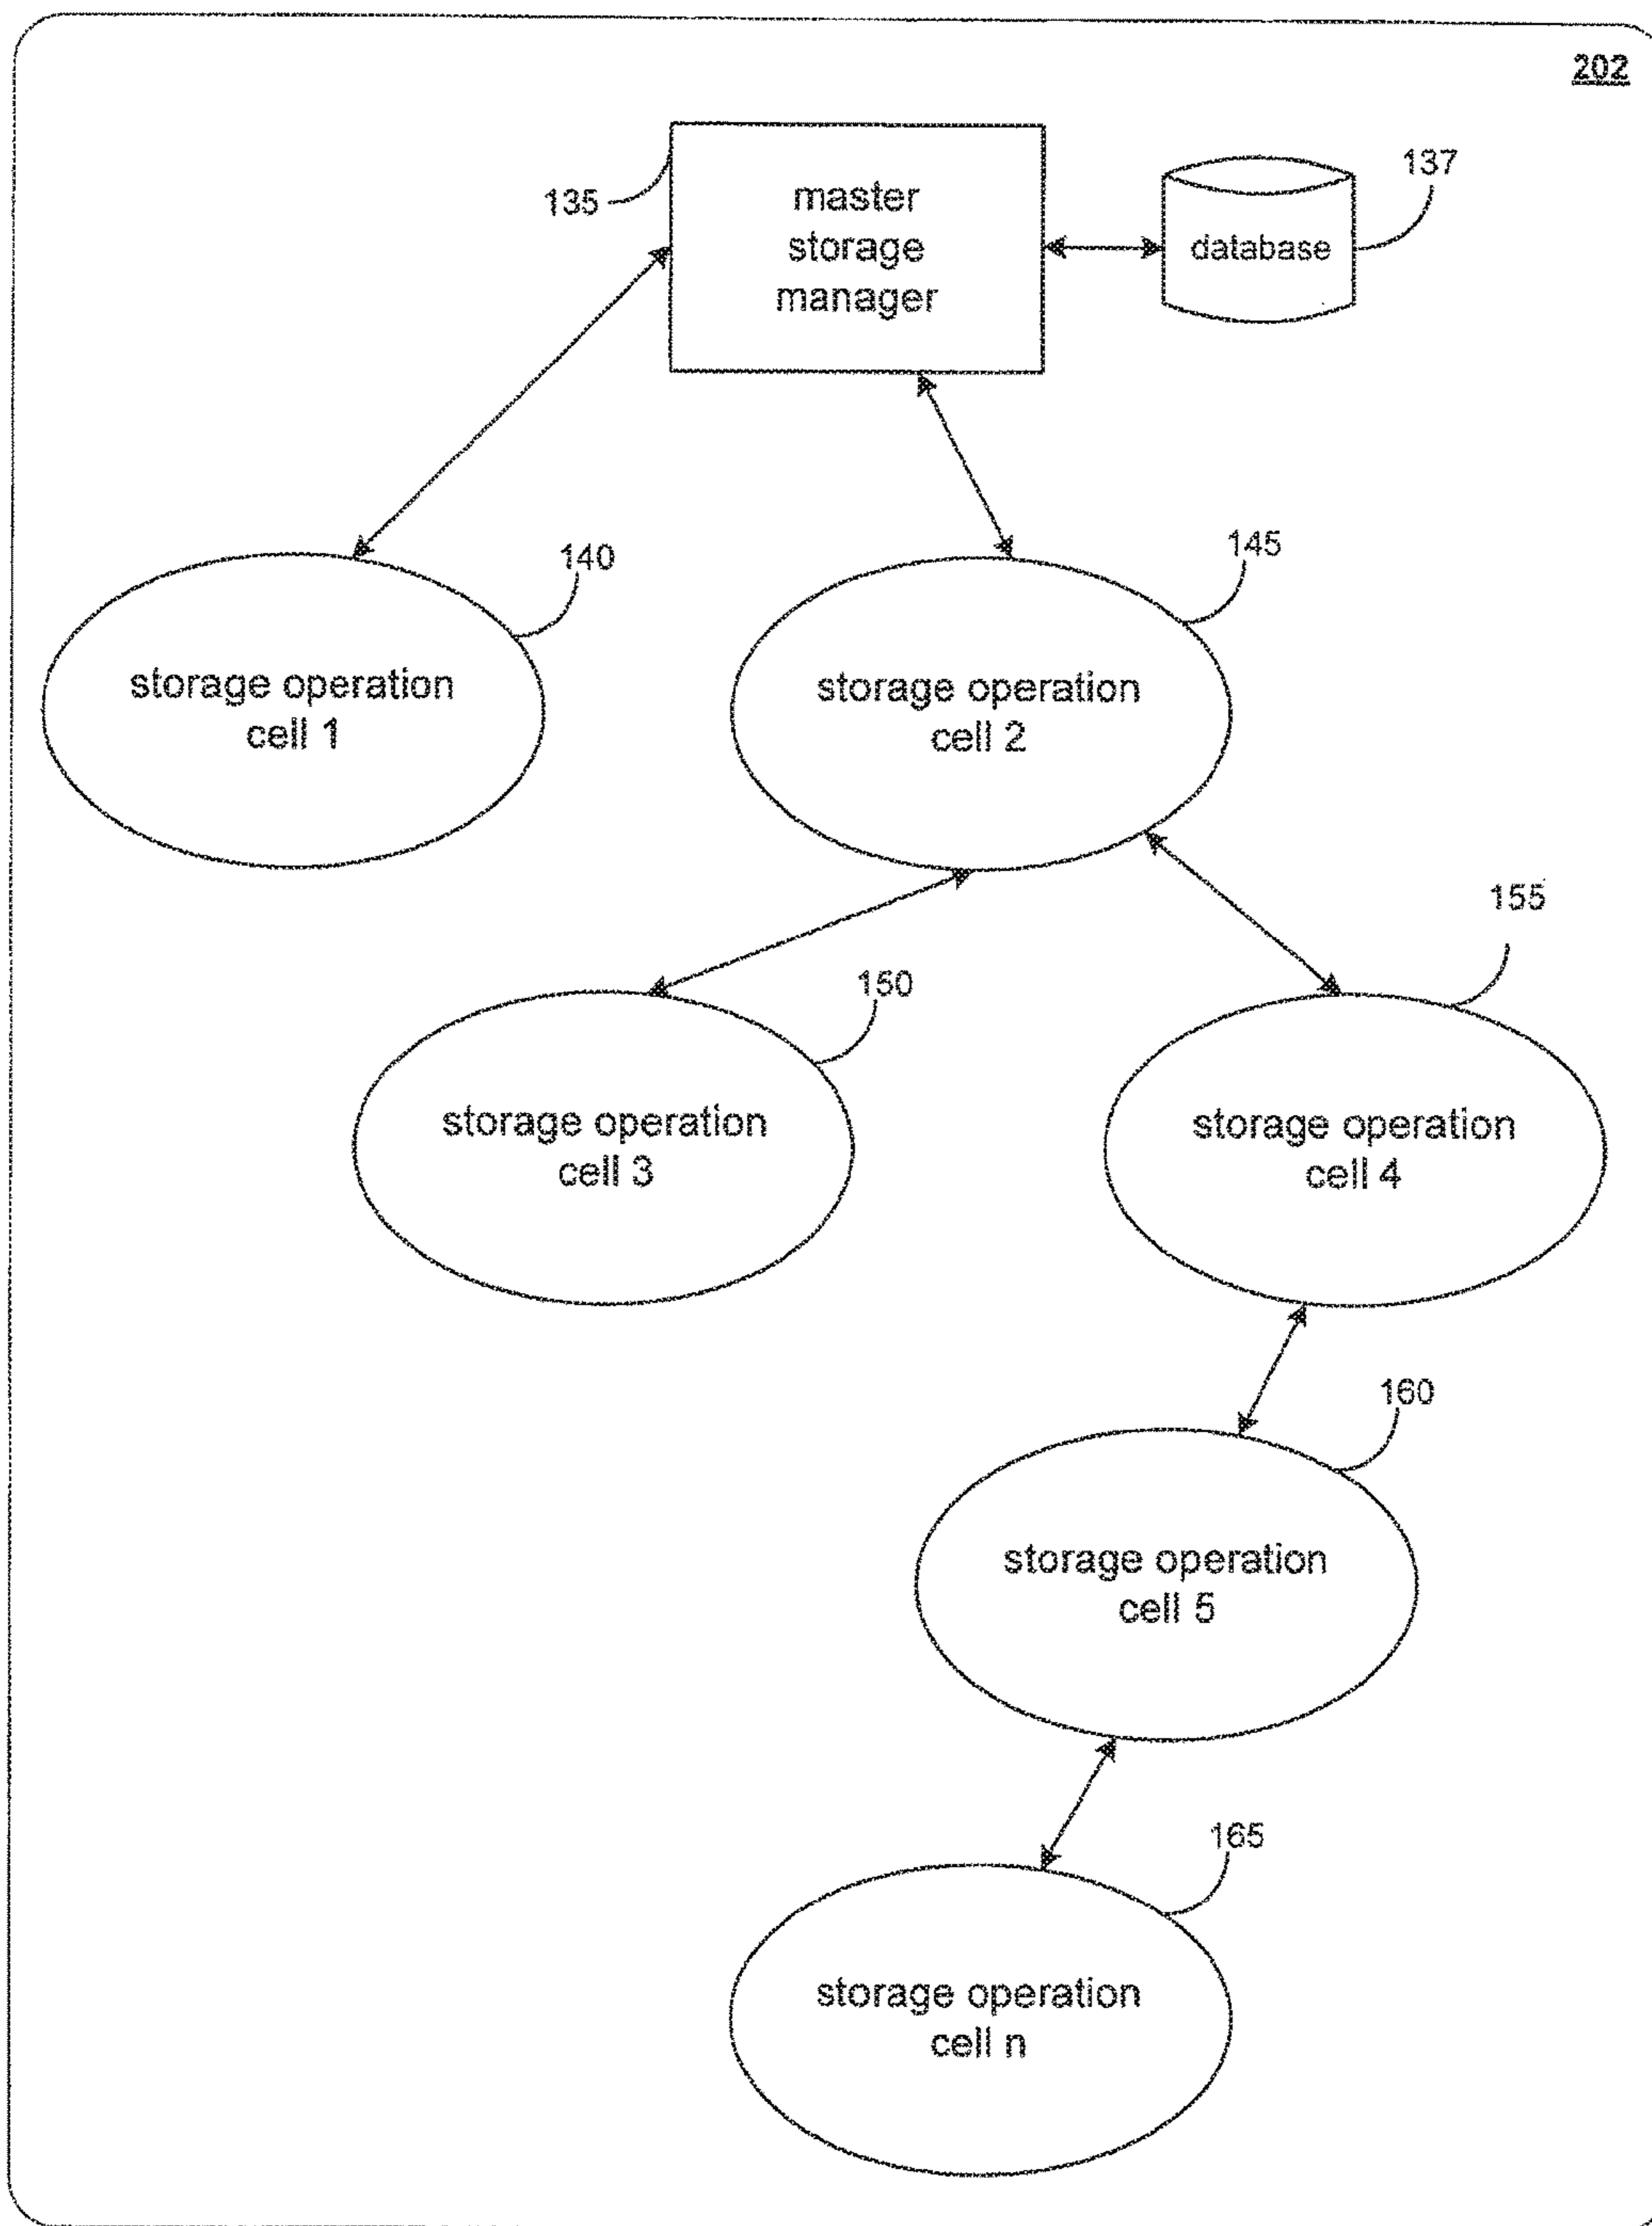 202
135
master
storage
manager
database
137
140
storage operation
cell 1
145
storage operation
cell 2
150
storage operation
cell 3
155
storage operation
cell 4
160
storage operation
cell 5
165
storage operation
cell n